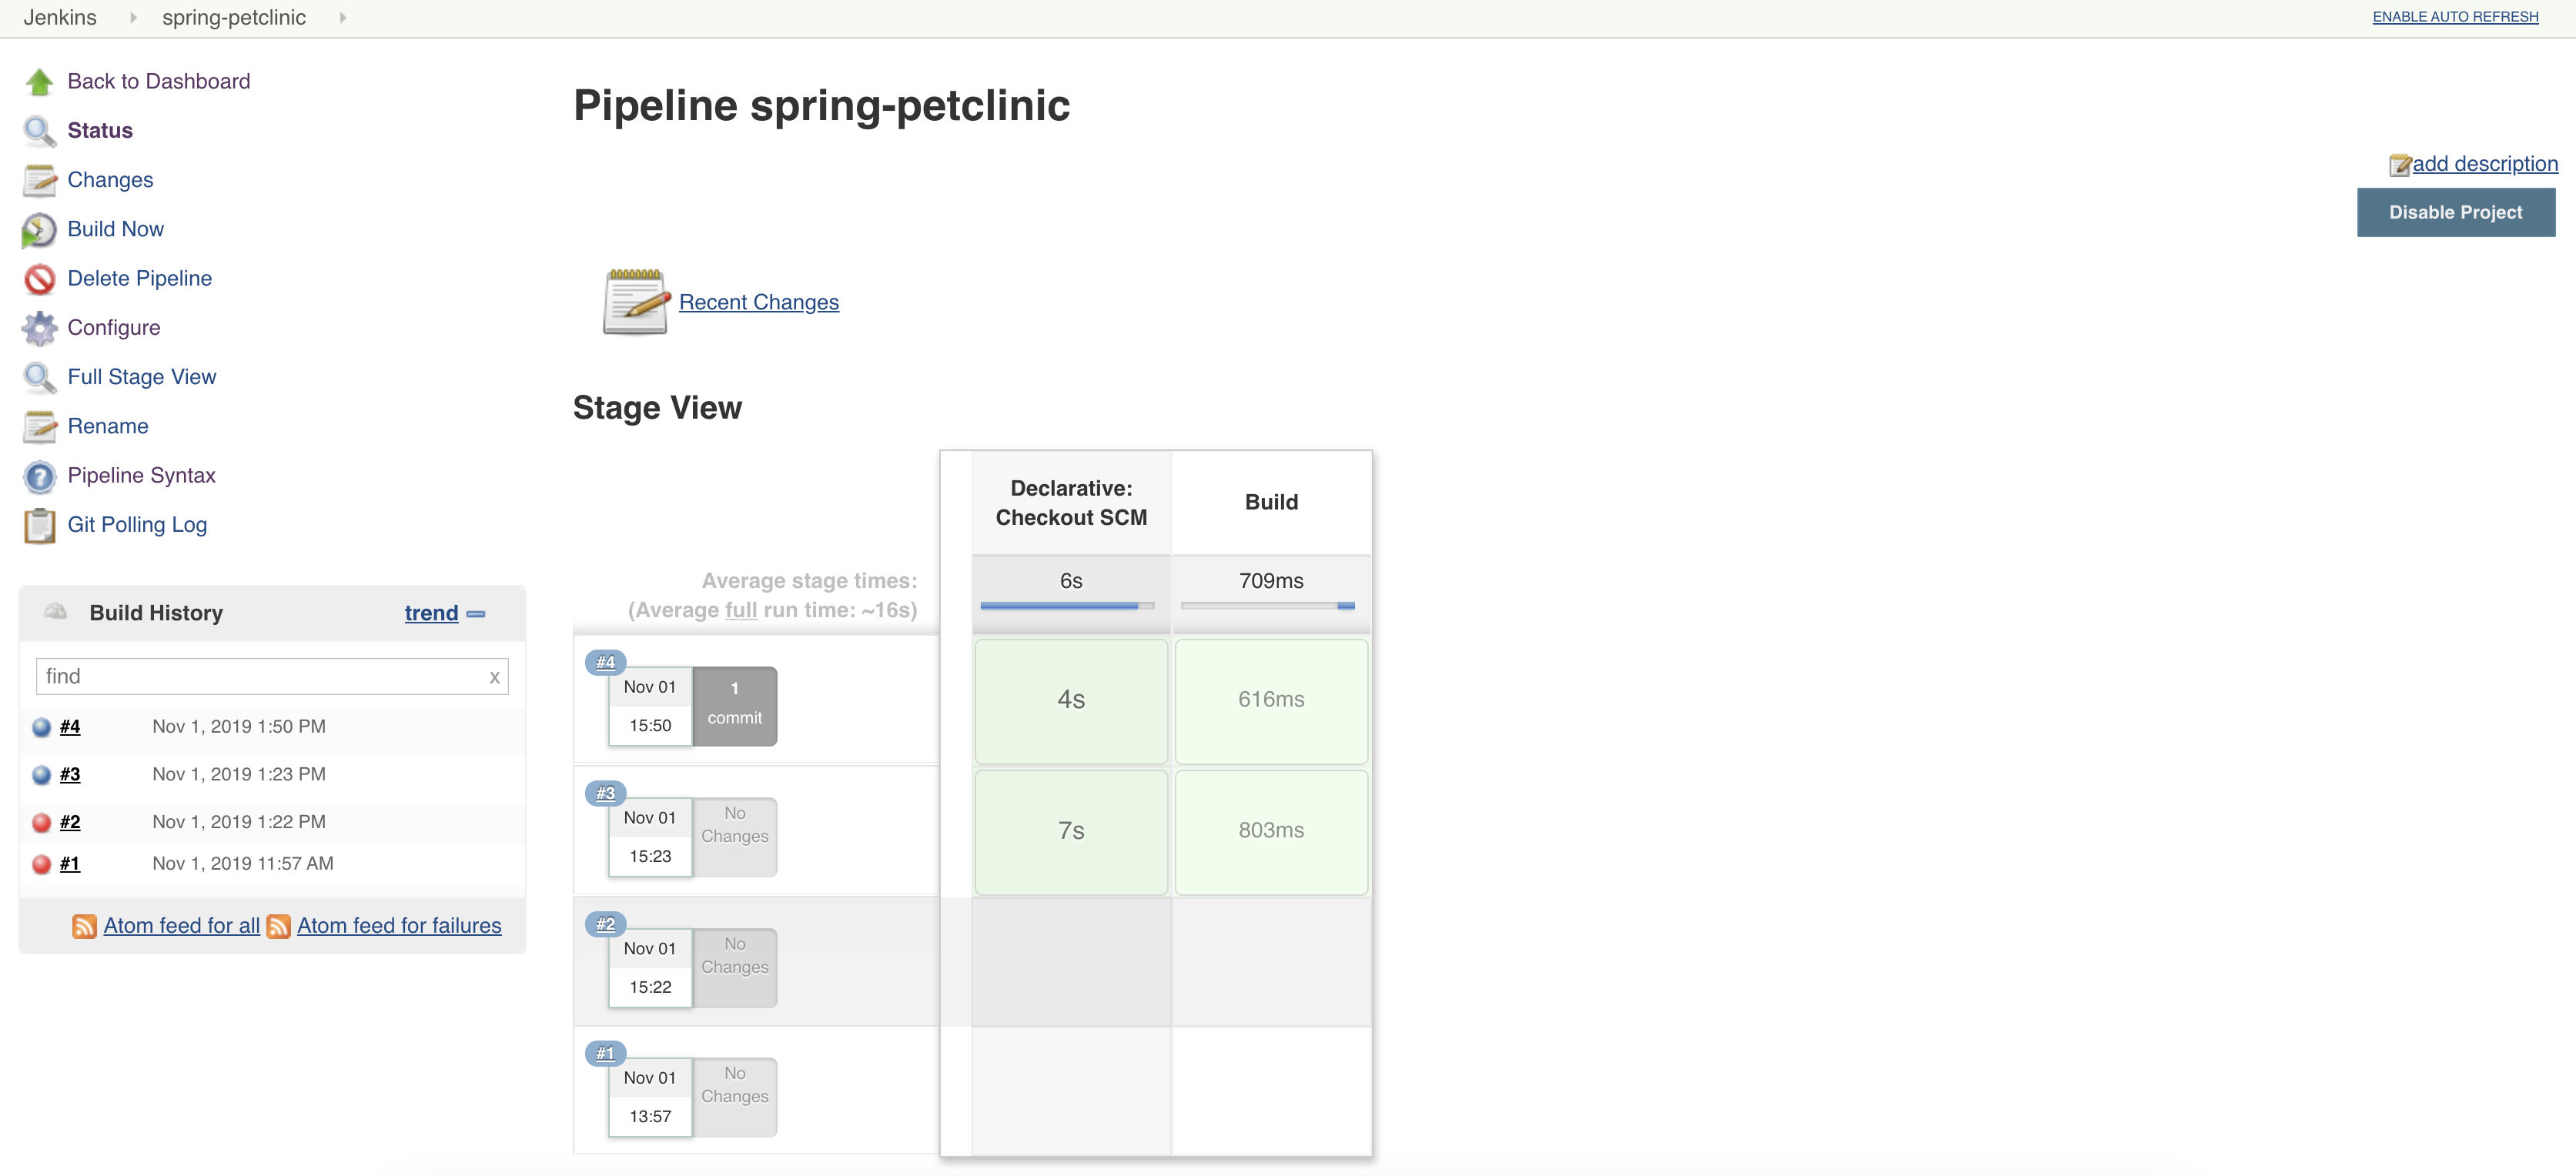 Jenkins spring-petclinic ENABLE AUTO REFRESH
Back to Dashboard
Status
Changes
Build Now
Delete Pipeline
Configure
Full Stage View
Rename
Pipeline Syntax
Git Polling Log
Build History trend
find x
#4 Nov 1, 2019 1:50 PM
#3 Nov 1, 2019 1:23 PM
#2 Nov 1, 2019 1:22 PM
#1 Nov 1, 2019 11:57 AM
Atom feed for all Atom feed for failures
Pipeline spring-petclinic
add description
Disable Project
Recent Changes
Stage View
Declarative:
Checkout SCM
Build
Average stage times:
(Average full run time: ~16s)
6s 709ms
#4
Nov 01
15:50
1
commit
4s 616ms
#3
Nov 01
15:23
No
Changes
7s 803ms
#2
Nov 01
15:22
No
Changes
#1
Nov 01
13:57
No
Changes